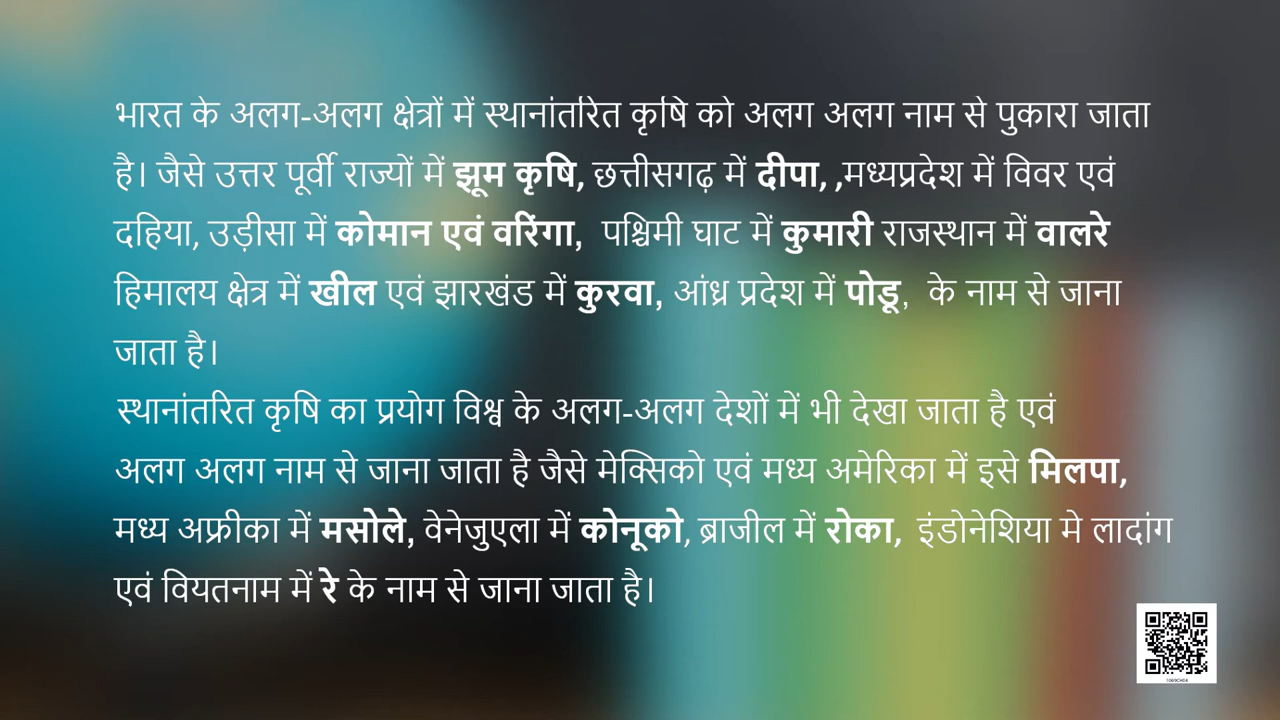 भारत के अलग-अलग क्षेत्रों में स्थानांतरित कृषि को अलग अलग नाम से पुकारा जाता
है। जैसे उत्तर पूर्वी राज्यों में झूम कृषि, छत्तीसगढ़ में दीपा, ,मध्यप्रदेश में विवर एवं
दहिया, उड़ीसा में कोमान एवं वरिंगा, पश्चिमी घाट में कुमारी राजस्थान में वालरे
हिमालय क्षेत्र में खील एवं झारखंड में कुरवा, आंध्र प्रदेश में पोडू, के नाम से जाना
जाता है।
स्थानांतरित कृषि का प्रयोग विश्व के अलग-अलग देशों में भी देखा जाता है एवं
अलग अलग नाम से जाना जाता है जैसे मेक्सिको एवं मध्य अमेरिका में इसे मिलपा,
मध्य अफ्रीका में मसोले, वेनेजुएला में कोनूको, ब्राजील में रोका, इंडोनेशिया मे लादांग
एवं वियतनाम में रे के नाम से जाना जाता है।